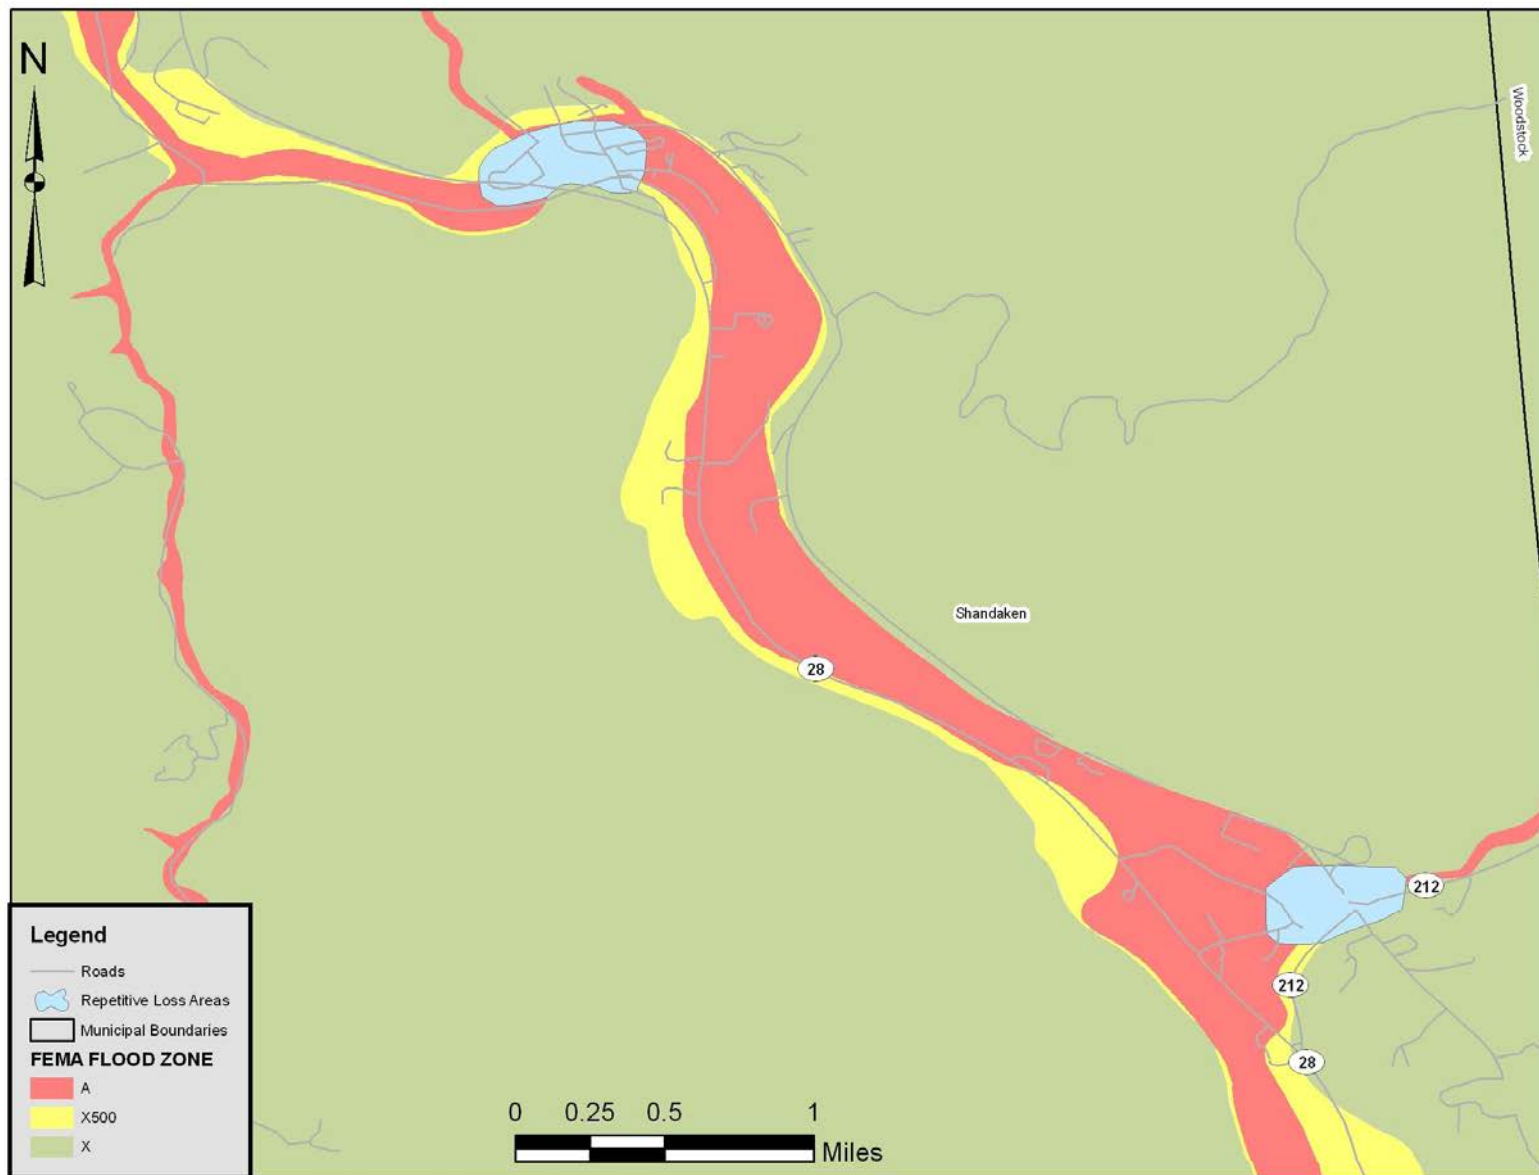 N
Woodstock
Shandaken
28
212
212
28
Legend
Roads
Repetitive Loss Areas
Municipal Boundaries
FEMA FLOOD ZONE
A
X500
X
0 0.25 0.5 1
Miles